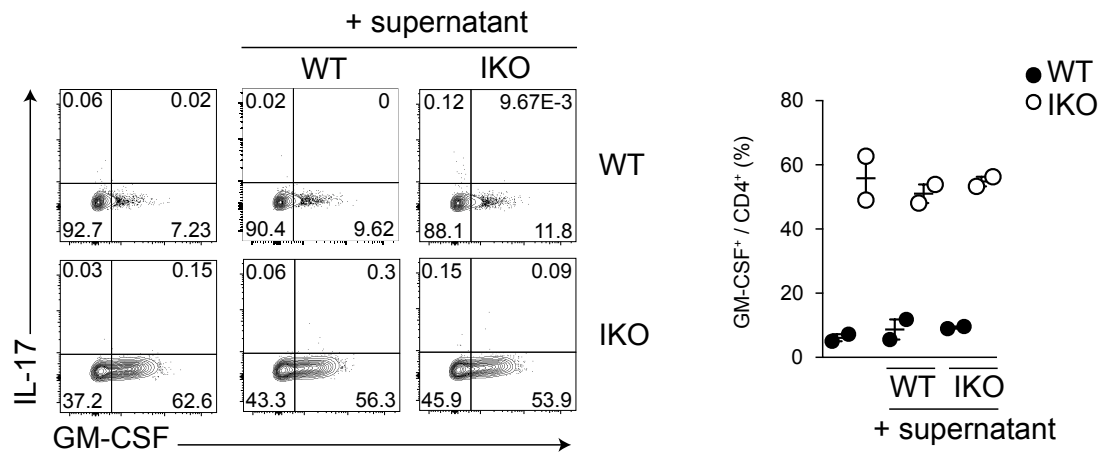 + supernatant
WT
IKO
0.06
0.02
0.02
0
0.12
9.67E-3
92.7
7.23
90.4
9.62
88.1
11.8
WT
0.03
0.15
0.06
0.3
0.15
0.09
37.2
62.6
43.3
56.3
45.9
53.9
IKO
IL-17
GM-CSF
WT
IKO
GM-CSF⁺ / CD4⁺ (%)
80
60
40
20
0
WT
IKO
+ supernatant